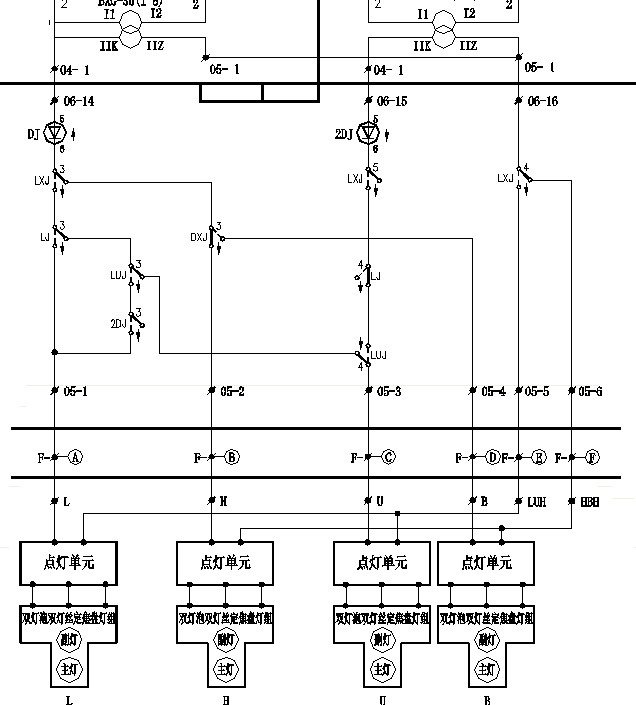 2 BXJ-30(1 8) 2 2 2
I1 I2 I1 I2
IIK IIZ IIK IIZ
04-1 05-1 04-1 05-1
06-14 06-15 06-16
5 5
DJ 2DJ
6 6
3 5 4
LXJ LXJ LXJ
3 3
LJ DXJ
3 4
LUJ LJ
3
2DJ
LUJ
4
05-1 05-2 05-3 05-4 05-5 05-6
F- A F- B F- C F- D F- E F- F
L H U B LUH HBH
点灯单元 点灯单元 点灯单元 点灯单元
双灯泡双灯丝定焦盘灯组 双灯泡双灯丝定焦盘灯组 双灯泡双灯丝定焦盘灯组 双灯泡双灯丝定焦盘灯组
副灯 副灯 副灯 副灯
主灯 主灯 主灯 主灯
L H U B